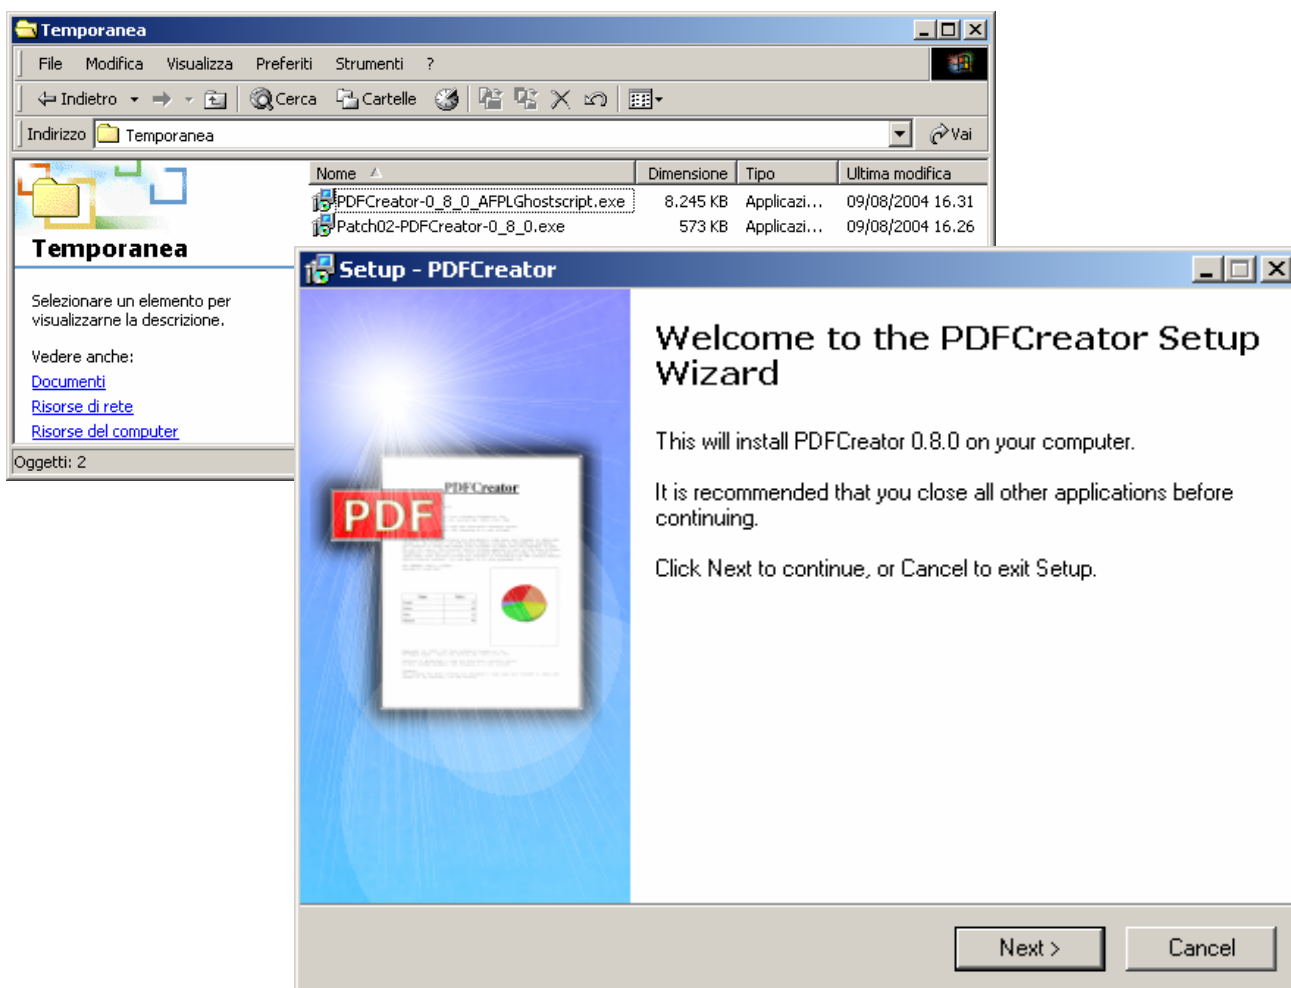 Temporanea
File Modifica Visualizza Preferiti Strumenti ?
Indietro Cerca Cartelle
Indirizzo Temporanea Vai
Nome Dimensione Tipo Ultima modifica
PDFCreator-0_8_0_AFPLGhostscript.exe 8.245 KB Applicazi... 09/08/2004 16.31
Patch02-PDFCreator-0_8_0.exe 573 KB Applicazi... 09/08/2004 16.26
Temporanea
Selezionare un elemento per
visualizzarne la descrizione.
Vedere anche:
Documenti
Risorse di rete
Risorse del computer
Oggetti: 2
Setup - PDFCreator
PDFCreator
PDF
Welcome to the PDFCreator Setup
Wizard
This will install PDFCreator 0.8.0 on your computer.
It is recommended that you close all other applications before
continuing.
Click Next to continue, or Cancel to exit Setup.
Next >
Cancel